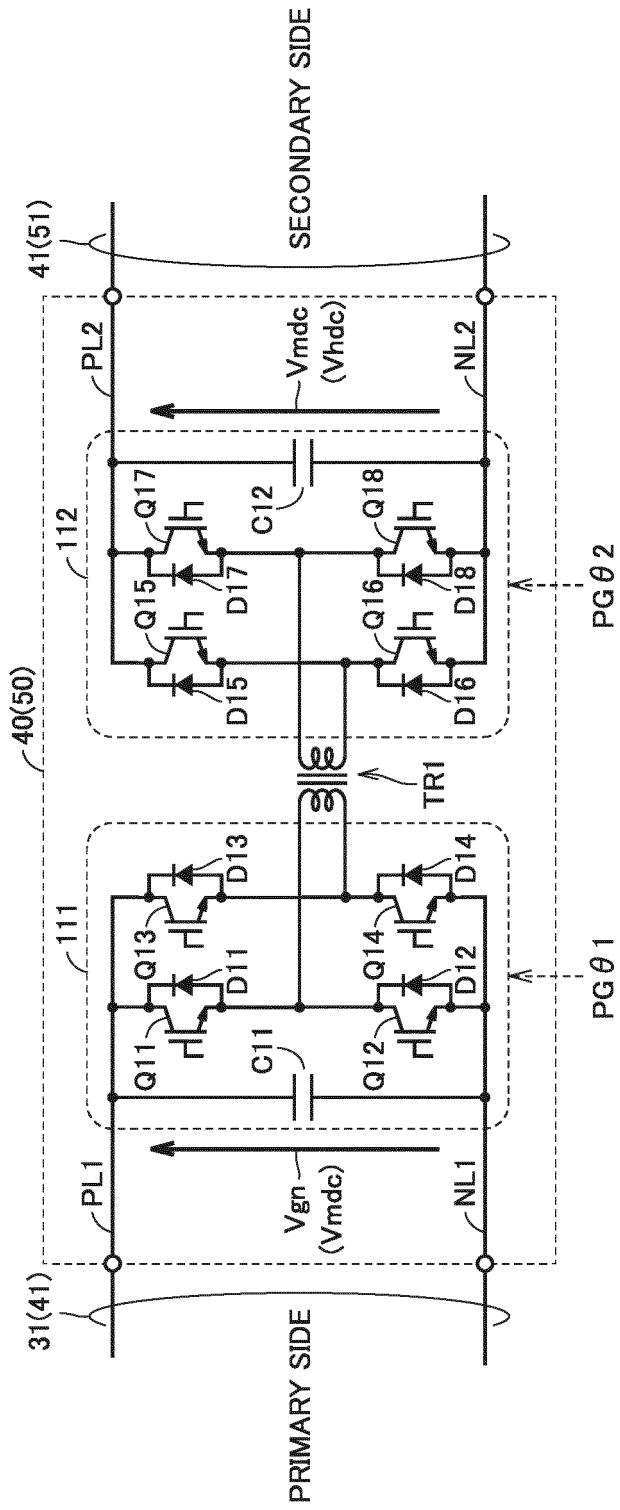 40(50)
31(41)
41(51)
PL1
111
112
PL2
Q11
Q13
Q15
Q17
D11
D13
D15
D17
PRIMARY SIDE
Vgn
(Vmdc)
C11
C12
Vmdc
(Vhdc)
SECONDARY SIDE
TR1
Q12
Q14
Q16
Q18
D12
D14
D16
D18
NL1
NL2
PGθ1
PGθ2